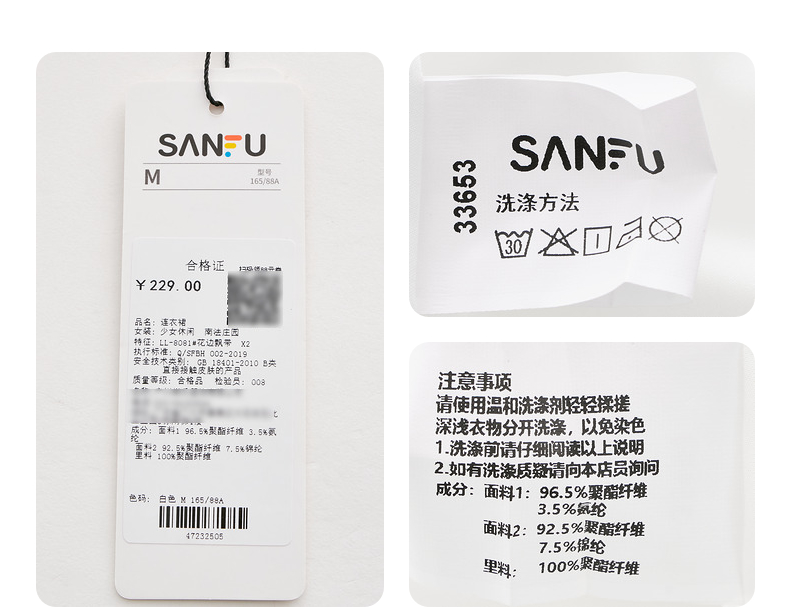 SANFU
M
型号
165/88A
合格证
￥229.00
品名：连衣裙
女装：少女休闲 南法庄园
特征：LL-8081#花边飘带 X2
执行标准：Q/SFBH 002-2019
安全技术类别：GB 18401-2010 B类
直接接触皮肤的产品
质量等级：合格品 检验员：008
成分：面料1 96.5%聚酯纤维 3.5%氨
纶
面料2 92.5%聚酯纤维 7.5%锦纶
里料 100%聚酯纤维
色码：白色 M 165/88A
47232505
SANFU
33653
洗涤方法
30
注意事项
请使用温和洗涤剂轻轻揉搓
深浅衣物分开洗涤，以免染色
1.洗涤前请仔细阅读以上说明
2.如有洗涤质疑请向本店员询问
成分：面料1：96.5%聚酯纤维
3.5%氨纶
面料2：92.5%聚酯纤维
7.5%锦纶
里料：100%聚酯纤维